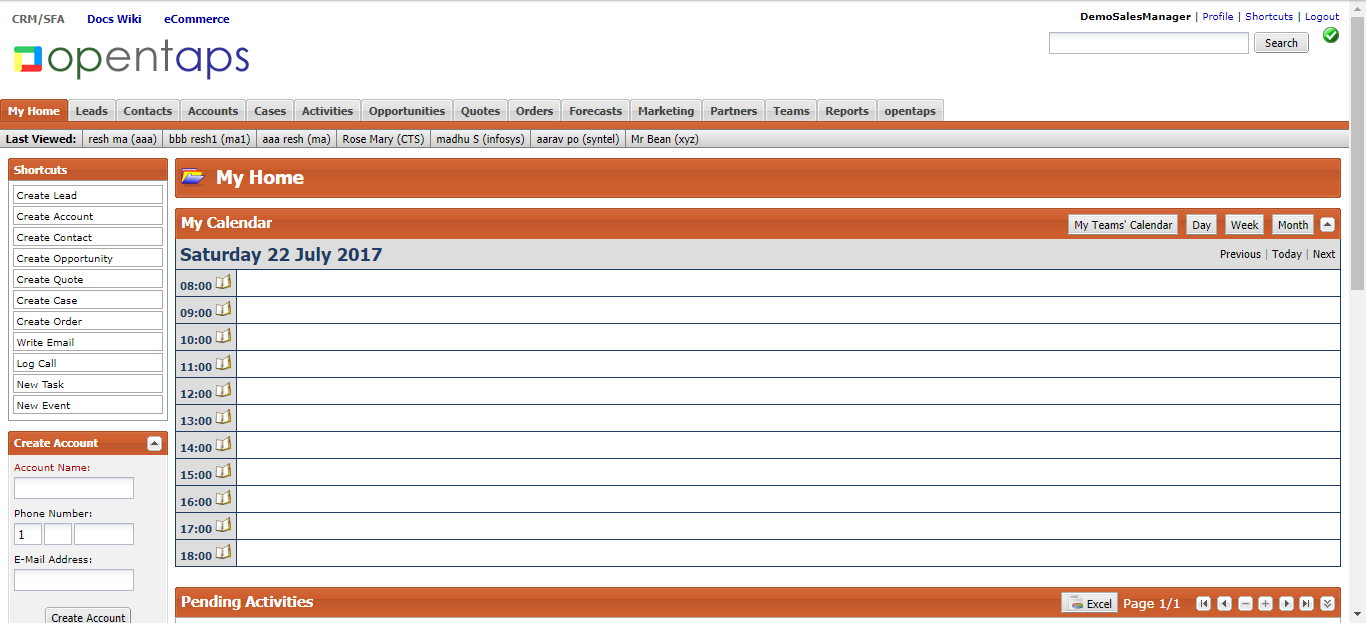 CRM/SFA Docs Wiki eCommerce
DemoSalesManager | Profile | Shortcuts | Logout
opentaps
Search
My Home Leads Contacts Accounts Cases Activities Opportunities Quotes Orders Forecasts Marketing Partners Teams Reports opentaps
Last Viewed: resh ma (aaa) bbb resh1 (ma1) aaa resh (ma) Rose Mary (CTS) madhu S (infosys) aarav po (syntel) Mr Bean (xyz)
Shortcuts
Create Lead
Create Account
Create Contact
Create Opportunity
Create Quote
Create Case
Create Order
Write Email
Log Call
New Task
New Event
Create Account
Account Name:
Phone Number:
1
E-Mail Address:
Create Account
My Home
My Calendar My Teams' Calendar Day Week Month
Saturday 22 July 2017 Previous | Today | Next
08:00
09:00
10:00
11:00
12:00
13:00
14:00
15:00
16:00
17:00
18:00
Pending Activities Excel Page 1/1